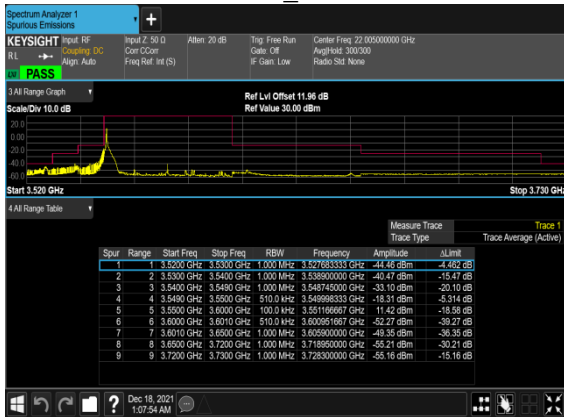 Spectrum Analyzer 1
Spurious Emissions
KEYSIGHT Input: RF Input Z: 50 Ω Atten: 20 dB Trig: Free Run Center Freq: 22.005000000 GHz
RL Coupling: DC Corr CCorr Gate: Off Avg|Hold: 300/300
Align: Auto Freq Ref: Int (S) IF Gain: Low Radio Std: None
PASS
3 All Range Graph
Ref Lvl Offset 11.96 dB
Scale/Div 10.0 dB Ref Value 30.00 dBm
20.0
0.00
-20.0
-40.0
-60.0
Start 3.520 GHz Stop 3.730 GHz
4 All Range Table
Measure Trace Trace 1
Trace Type Trace Average (Active)
Spur Range Start Freq Stop Freq RBW Frequency Amplitude ΔLimit
1 1 3.5200 GHz 3.5300 GHz 1.000 MHz 3.527683333 GHz -44.46 dBm -4.462 dB
2 2 3.5300 GHz 3.5400 GHz 1.000 MHz 3.538900000 GHz -40.47 dBm -15.47 dB
3 3 3.5400 GHz 3.5490 GHz 1.000 MHz 3.548745000 GHz -33.10 dBm -20.10 dB
4 4 3.5490 GHz 3.5500 GHz 510.0 kHz 3.549998333 GHz -18.31 dBm -5.314 dB
5 5 3.5500 GHz 3.6000 GHz 100.0 kHz 3.551166667 GHz 11.42 dBm -18.58 dB
6 6 3.6000 GHz 3.6010 GHz 510.0 kHz 3.600951667 GHz -52.27 dBm -39.27 dB
7 7 3.6010 GHz 3.6500 GHz 1.000 MHz 3.605900000 GHz -49.35 dBm -36.35 dB
8 8 3.6500 GHz 3.7200 GHz 1.000 MHz 3.718950000 GHz -55.21 dBm -30.21 dB
9 9 3.7200 GHz 3.7300 GHz 1.000 MHz 3.728300000 GHz -55.16 dBm -15.16 dB
? Dec 18, 2021
1:07:54 AM